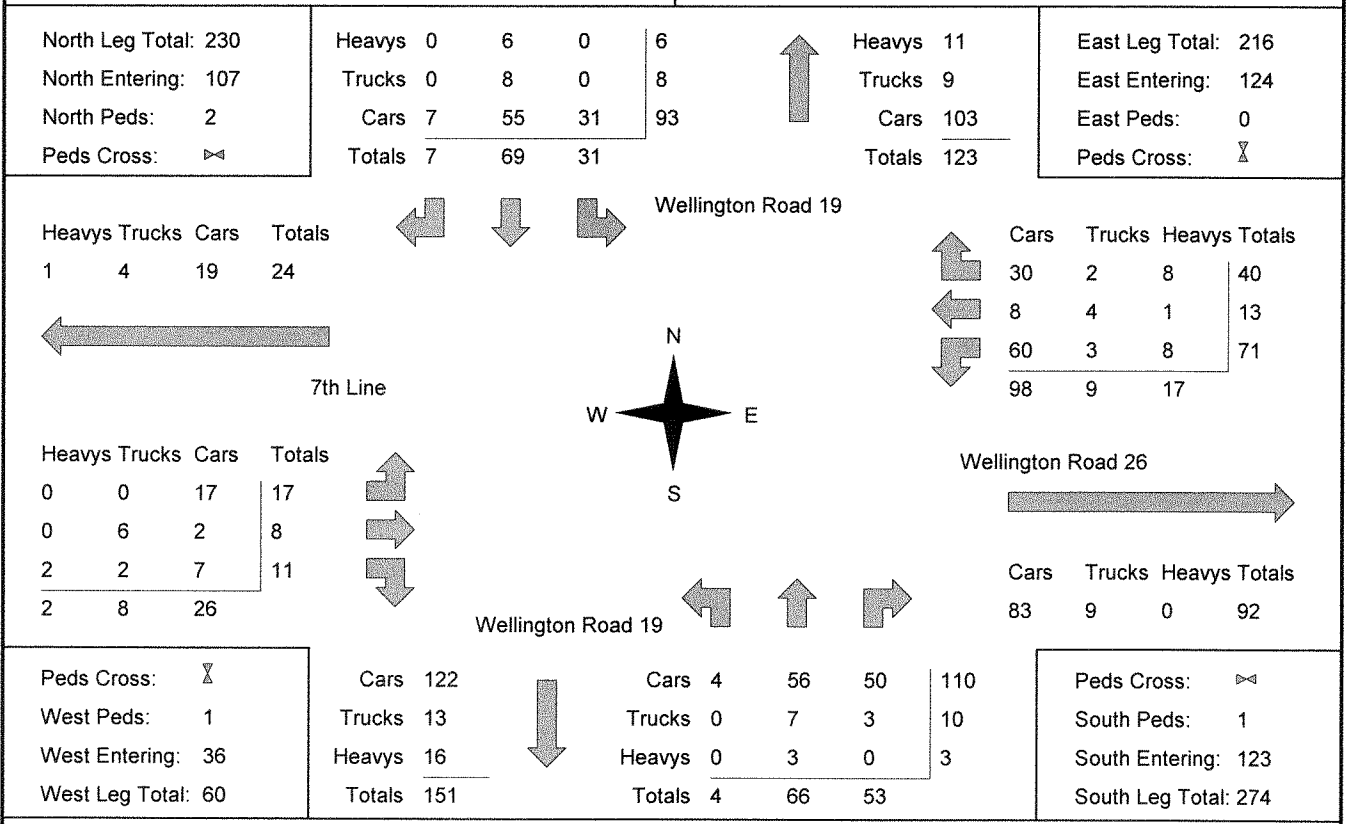 North Leg Total: 230
North Entering: 107
North Peds: 2
Peds Cross:
Heavys 0 6 0 6
Trucks 0 8 0 8
Cars 7 55 31 93
Totals 7 69 31
Heavys 11
Trucks 9
Cars 103
Totals 123
East Leg Total: 216
East Entering: 124
East Peds: 0
Peds Cross:
Wellington Road 19
Heavys Trucks Cars Totals
1 4 19 24
Cars Trucks Heavys Totals
30 2 8 40
8 4 1 13
60 3 8 71
98 9 17
7th Line
N
W E
S
Heavys Trucks Cars Totals
0 0 17 17
0 6 2 8
2 2 7 11
2 8 26
Wellington Road 26
Cars Trucks Heavys Totals
83 9 0 92
Wellington Road 19
Peds Cross:
West Peds: 1
West Entering: 36
West Leg Total: 60
Cars 122
Trucks 13
Heavys 16
Totals 151
Cars 4 56 50 110
Trucks 0 7 3 10
Heavys 0 3 0 3
Totals 4 66 53
Peds Cross:
South Peds: 1
South Entering: 123
South Leg Total: 274